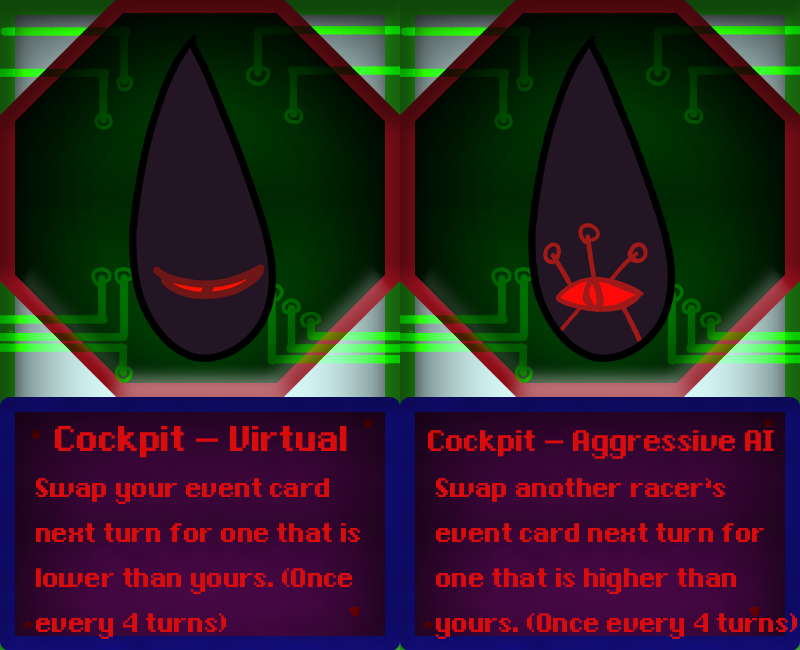 Cockpit – Virtual
Swap your event card
next turn for one that is
lower than yours. (Once
every 4 turns)
Cockpit – Aggressive AI
Swap another racer's
event card next turn for
one that is higher than
yours. (Once every 4 turns)